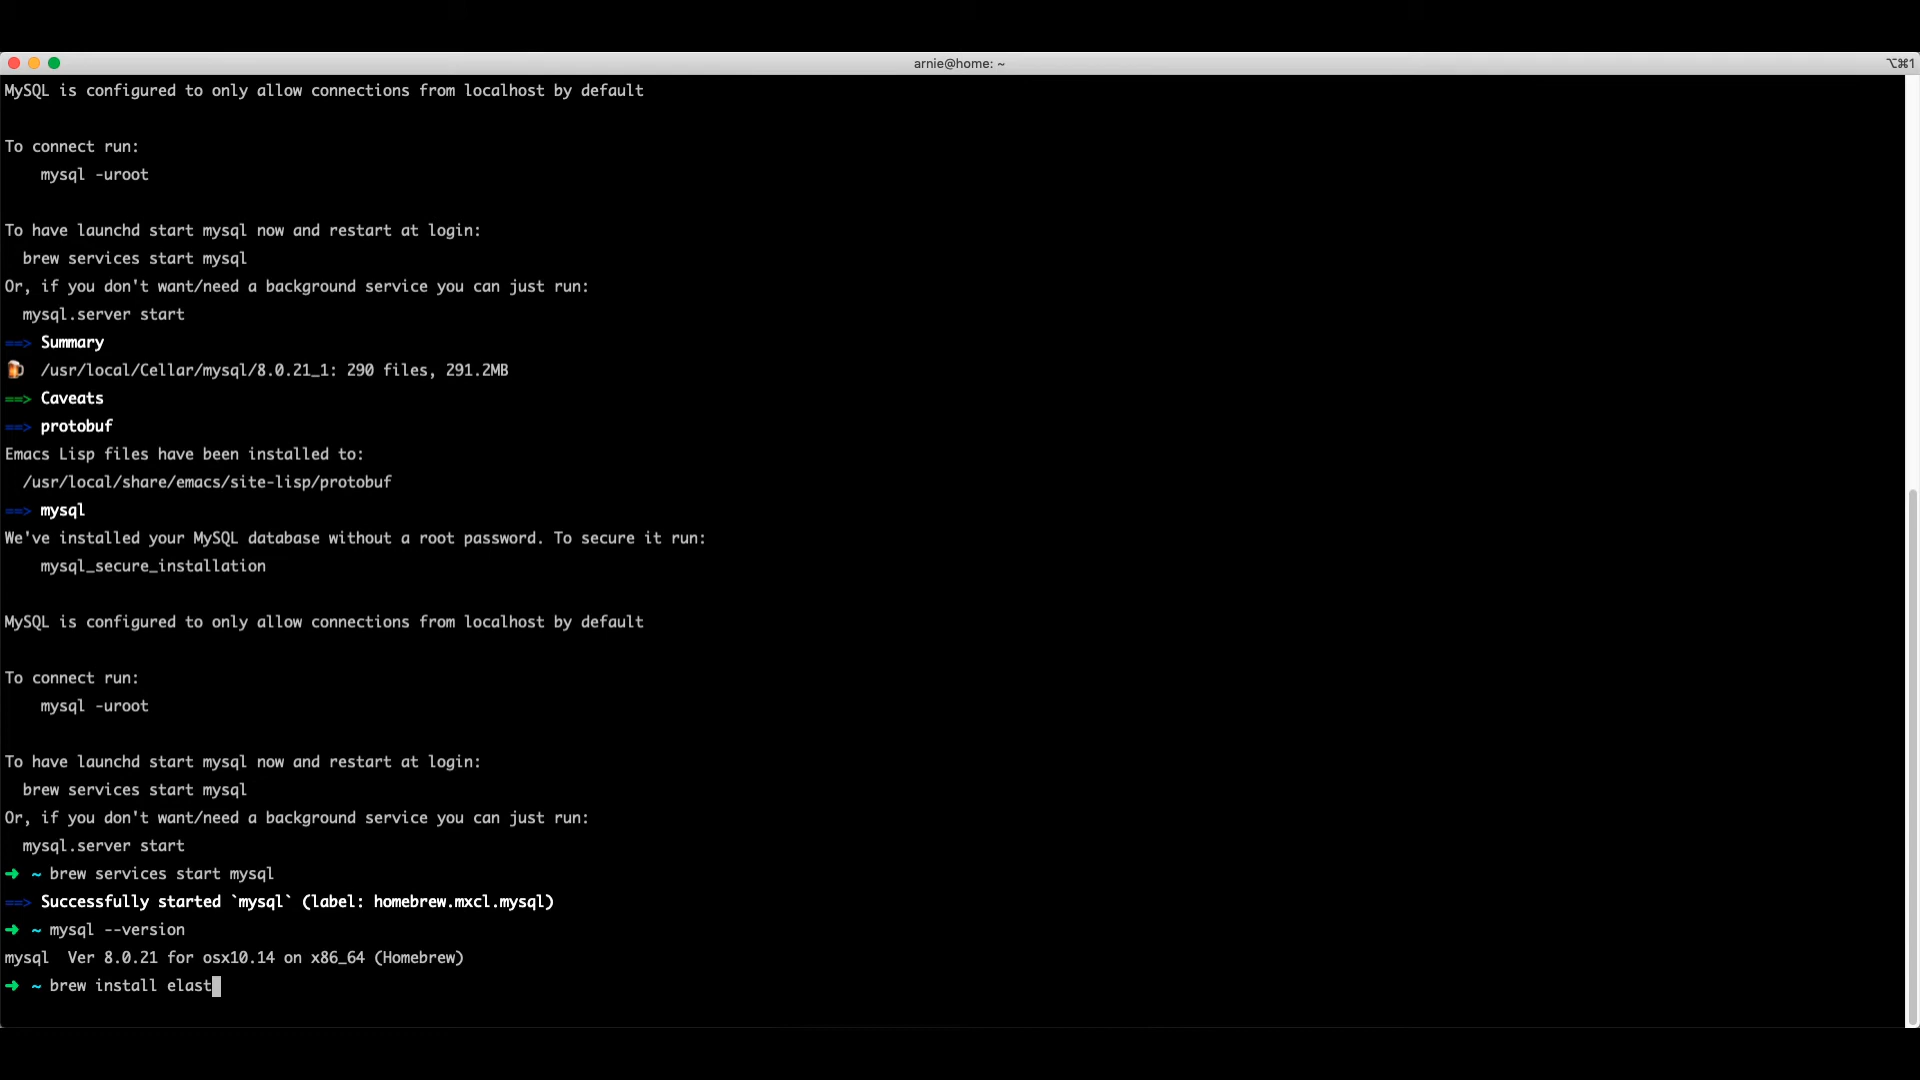 arnie@home: ~
⌥⌘1
MySQL is configured to only allow connections from localhost by default
To connect run:
mysql -uroot
To have launchd start mysql now and restart at login:
brew services start mysql
Or, if you don't want/need a background service you can just run:
mysql.server start
==> Summary
🍺 /usr/local/Cellar/mysql/8.0.21_1: 290 files, 291.2MB
==> Caveats
==> protobuf
Emacs Lisp files have been installed to:
/usr/local/share/emacs/site-lisp/protobuf
==> mysql
We've installed your MySQL database without a root password. To secure it run:
mysql_secure_installation
MySQL is configured to only allow connections from localhost by default
To connect run:
mysql -uroot
To have launchd start mysql now and restart at login:
brew services start mysql
Or, if you don't want/need a background service you can just run:
mysql.server start
➜ ~ brew services start mysql
==> Successfully started `mysql` (label: homebrew.mxcl.mysql)
➜ ~ mysql --version
mysql  Ver 8.0.21 for osx10.14 on x86_64 (Homebrew)
➜ ~ brew install elast